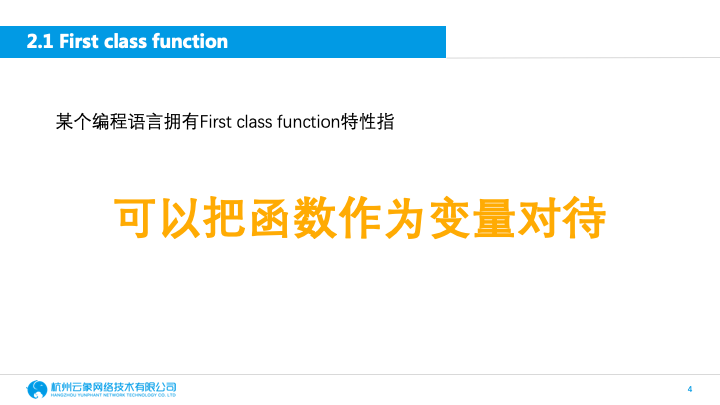 2.1 First class function
某个编程语言拥有First class function特性指
可以把函数作为变量对待
杭州云象网络技术有限公司
HANGZHOU YUNPHANT NETWORK TECHNOLOGY CO. LTD
4